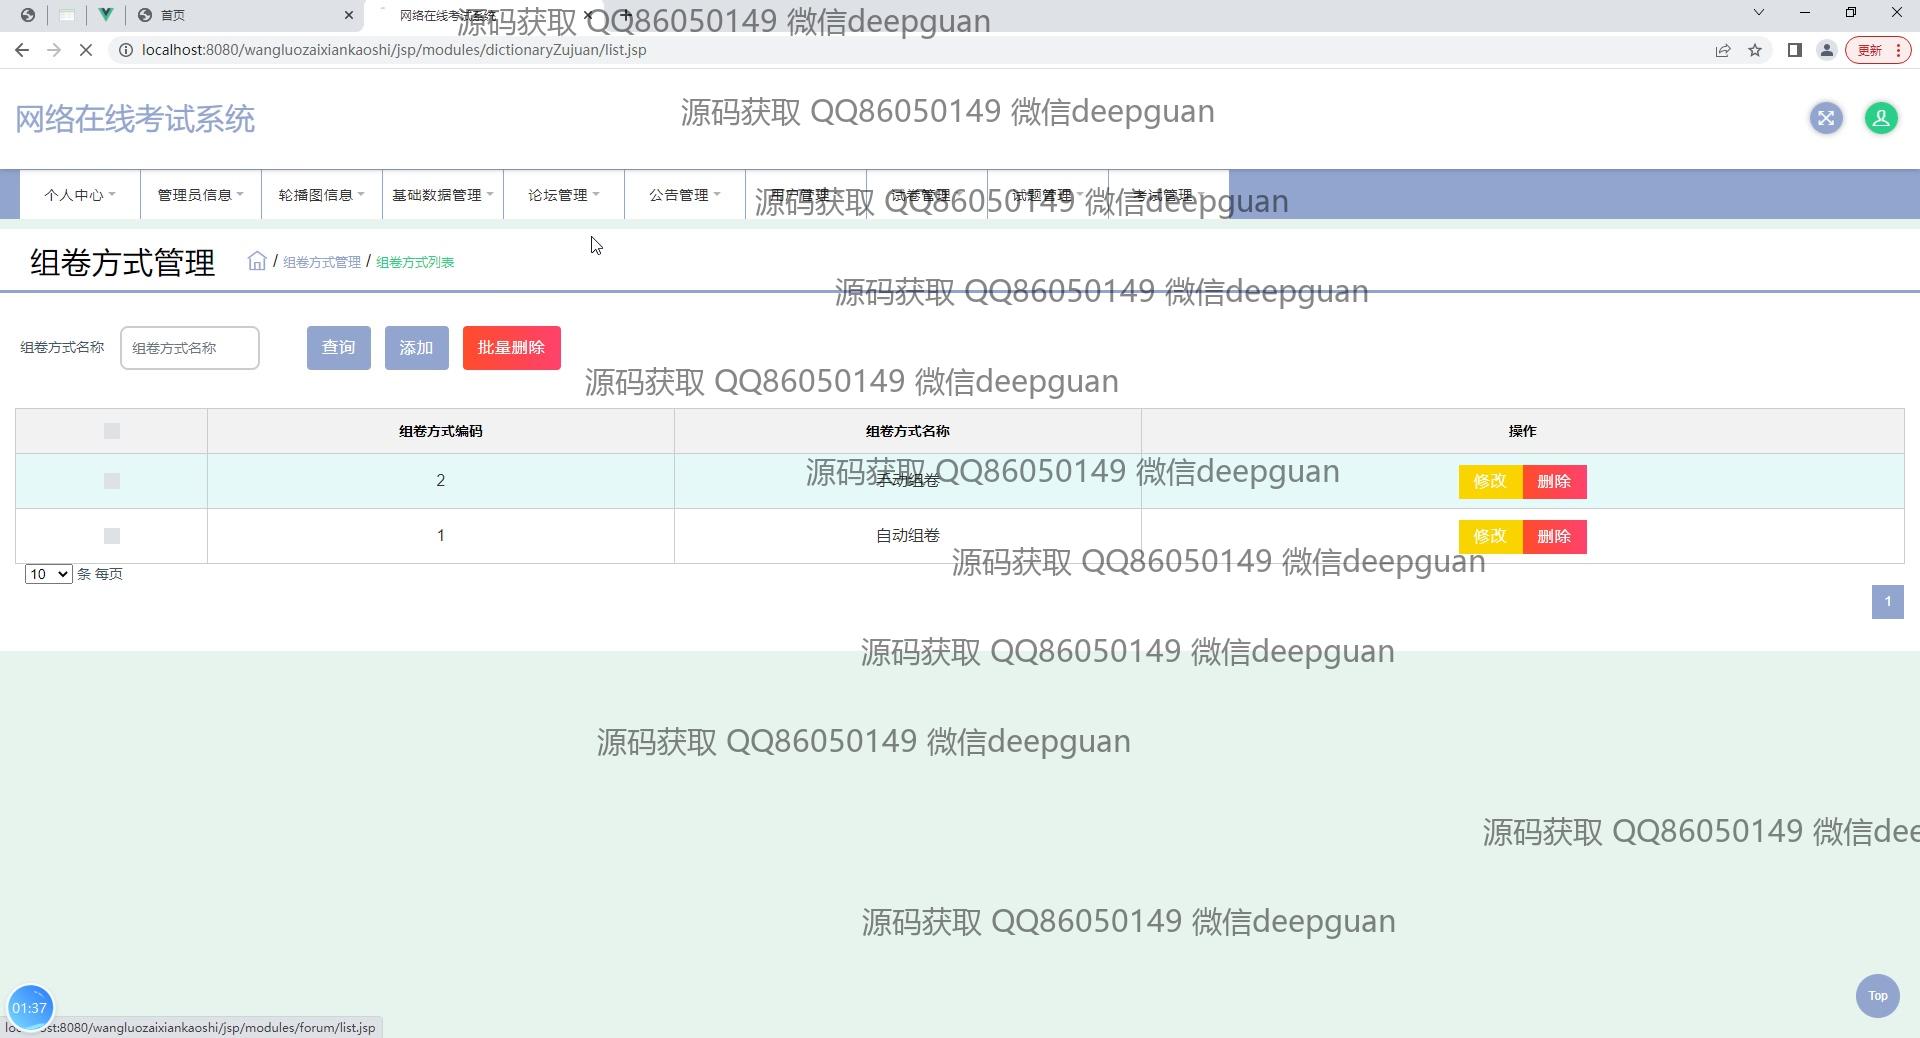 首页
网络在线考试系统
源码获取 QQ86050149 微信deepguan
localhost:8080/wangluozaixiankaoshi/jsp/modules/dictionaryZujuan/list.jsp
更新
网络在线考试系统
源码获取 QQ86050149 微信deepguan
个人中心 管理员信息 轮播图信息 基础数据管理 论坛管理 公告管理 用户管理 试卷管理 试题管理 考试管理
源码获取 QQ86050149 微信deepguan
组卷方式管理 / 组卷方式管理 / 组卷方式列表
源码获取 QQ86050149 微信deepguan
组卷方式名称 组卷方式名称 查询 添加 批量删除
源码获取 QQ86050149 微信deepguan
组卷方式编码 组卷方式名称 操作
源码获取 QQ86050149 微信deepguan
2 手动组卷 修改 删除
1 自动组卷 修改 删除
源码获取 QQ86050149 微信deepguan
10 条 每页
1
源码获取 QQ86050149 微信deepguan
源码获取 QQ86050149 微信deepguan
源码获取 QQ86050149 微信dee
源码获取 QQ86050149 微信deepguan
Top
01:37
st:8080/wangluozaixiankaoshi/jsp/modules/forum/list.jsp